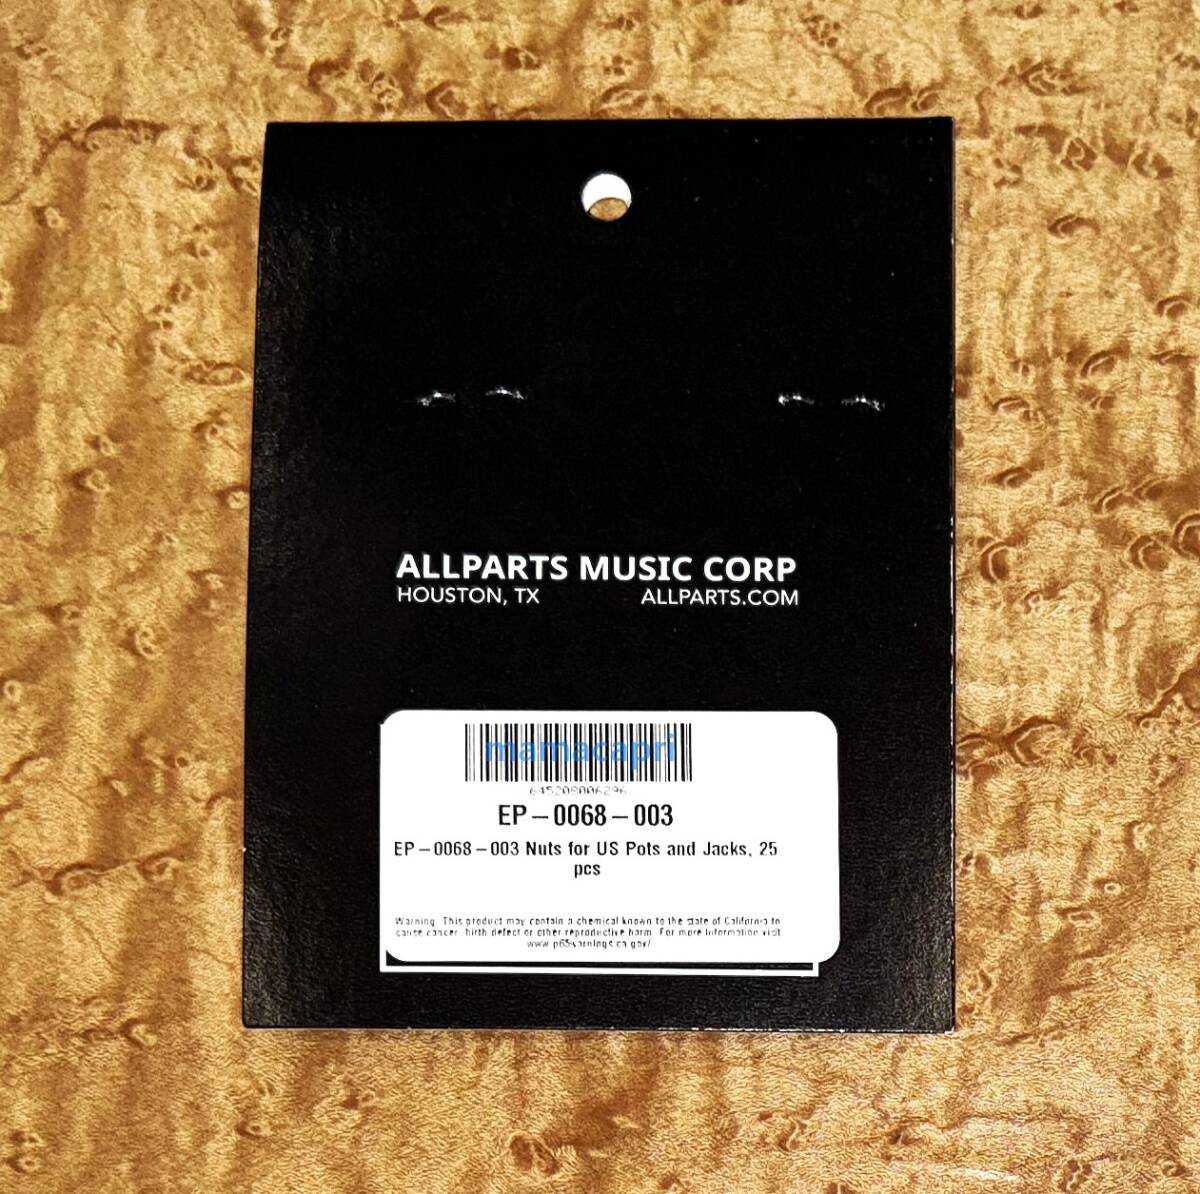 ALLPARTS MUSIC CORP
HOUSTON, TX ALLPARTS.COM
mamacapri
645208006296
EP-0068-003
EP-0068-003 Nuts for US Pots and Jacks, 25
pcs
Warning. This product may contain a chemical known to the state of California to
cause cancer, birth defect or other reproductive harm. For more information visit
www.p65warnings.ca.gov/